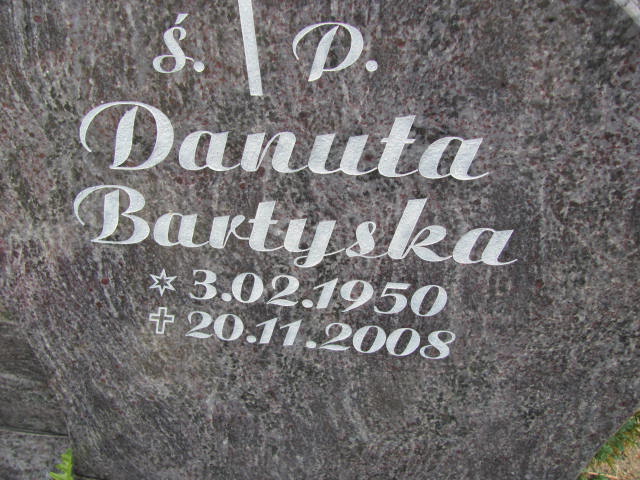 ś. P.
Danuta
Bartyska
* 3.02.1950
✝ 20.11.2008